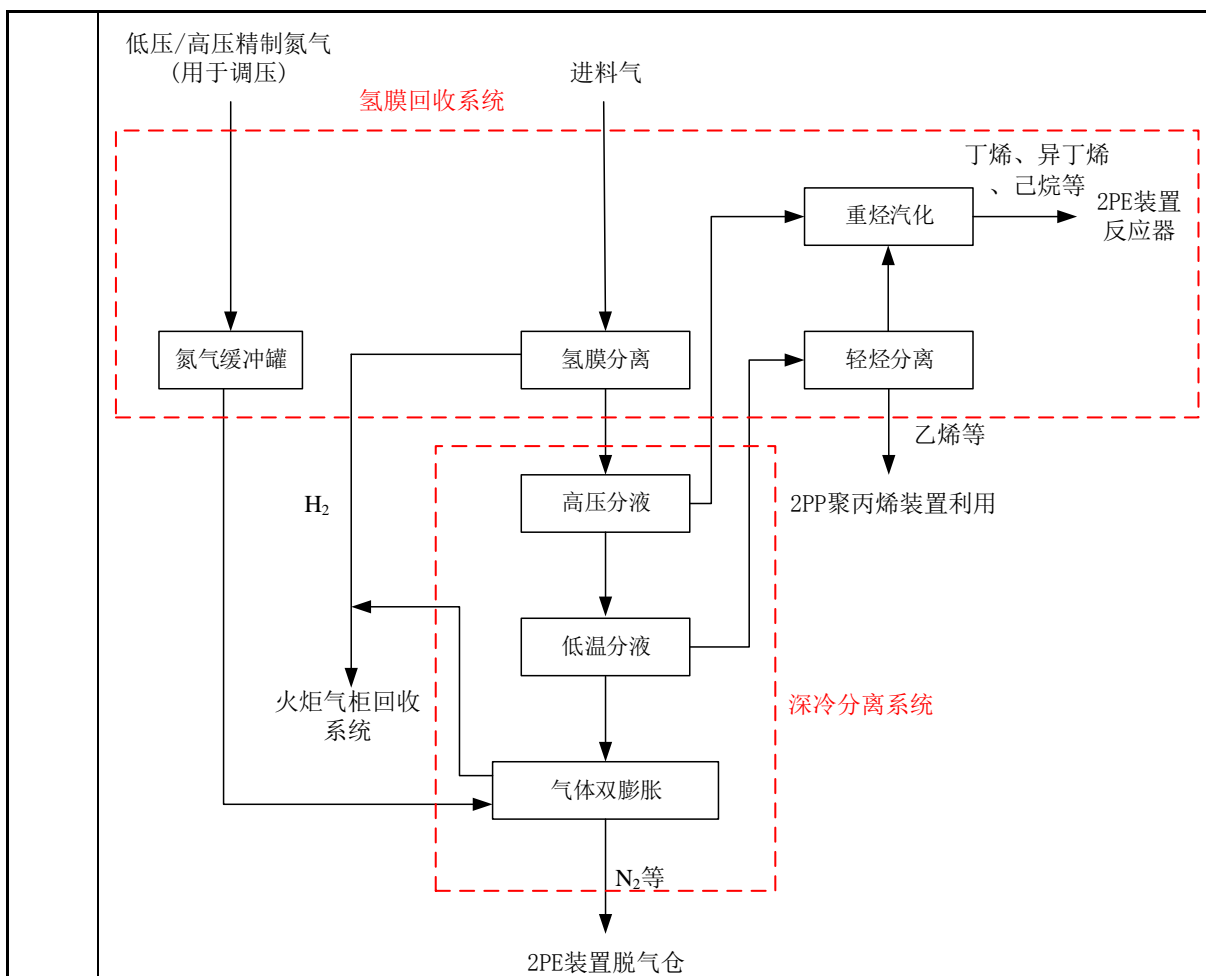 低压/高压精制氮气
(用于调压)
进料气
氢膜回收系统
丁烯、异丁烯
、己烷等
重烃汽化
2PE装置
反应器
氮气缓冲罐
氢膜分离
轻烃分离
乙烯等
H₂
高压分液
2PP聚丙烯装置利用
低温分液
火炬气柜回收
系统
深冷分离系统
气体双膨胀
N₂等
2PE装置脱气仓